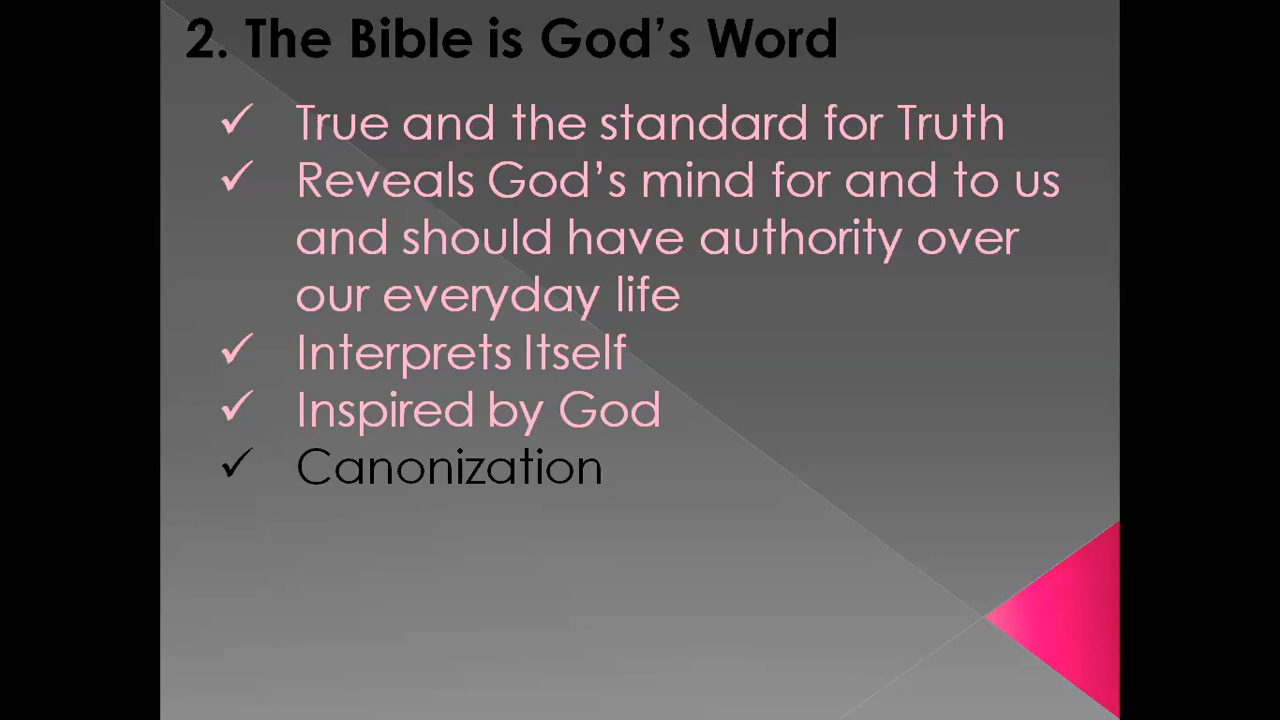 2. The Bible is God’s Word
✓ True and the standard for Truth
✓ Reveals God’s mind for and to us
and should have authority over
our everyday life
✓ Interprets Itself
✓ Inspired by God
✓ Canonization